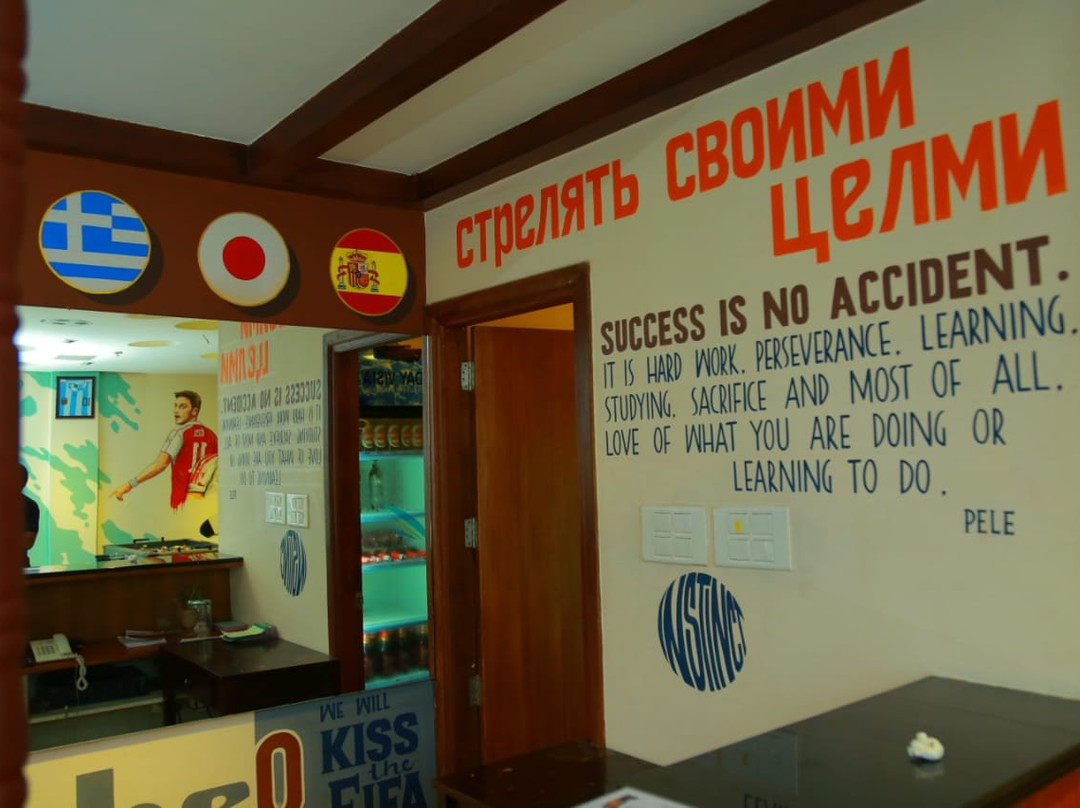 СТРеЛЯТЬ СВОИМИ
ЦеЛМИ
SUCCESS IS NO ACCIDENT.
IT IS HARD WORK, PERSEVERANCE, LEARNING,
STUDYING, SACRIFICE AND MOST OF ALL,
LOVE OF WHAT YOU ARE DOING OR
LEARNING TO DO.
PELE
INSTINCT
11
WE WILL
KISS
the
FIFA